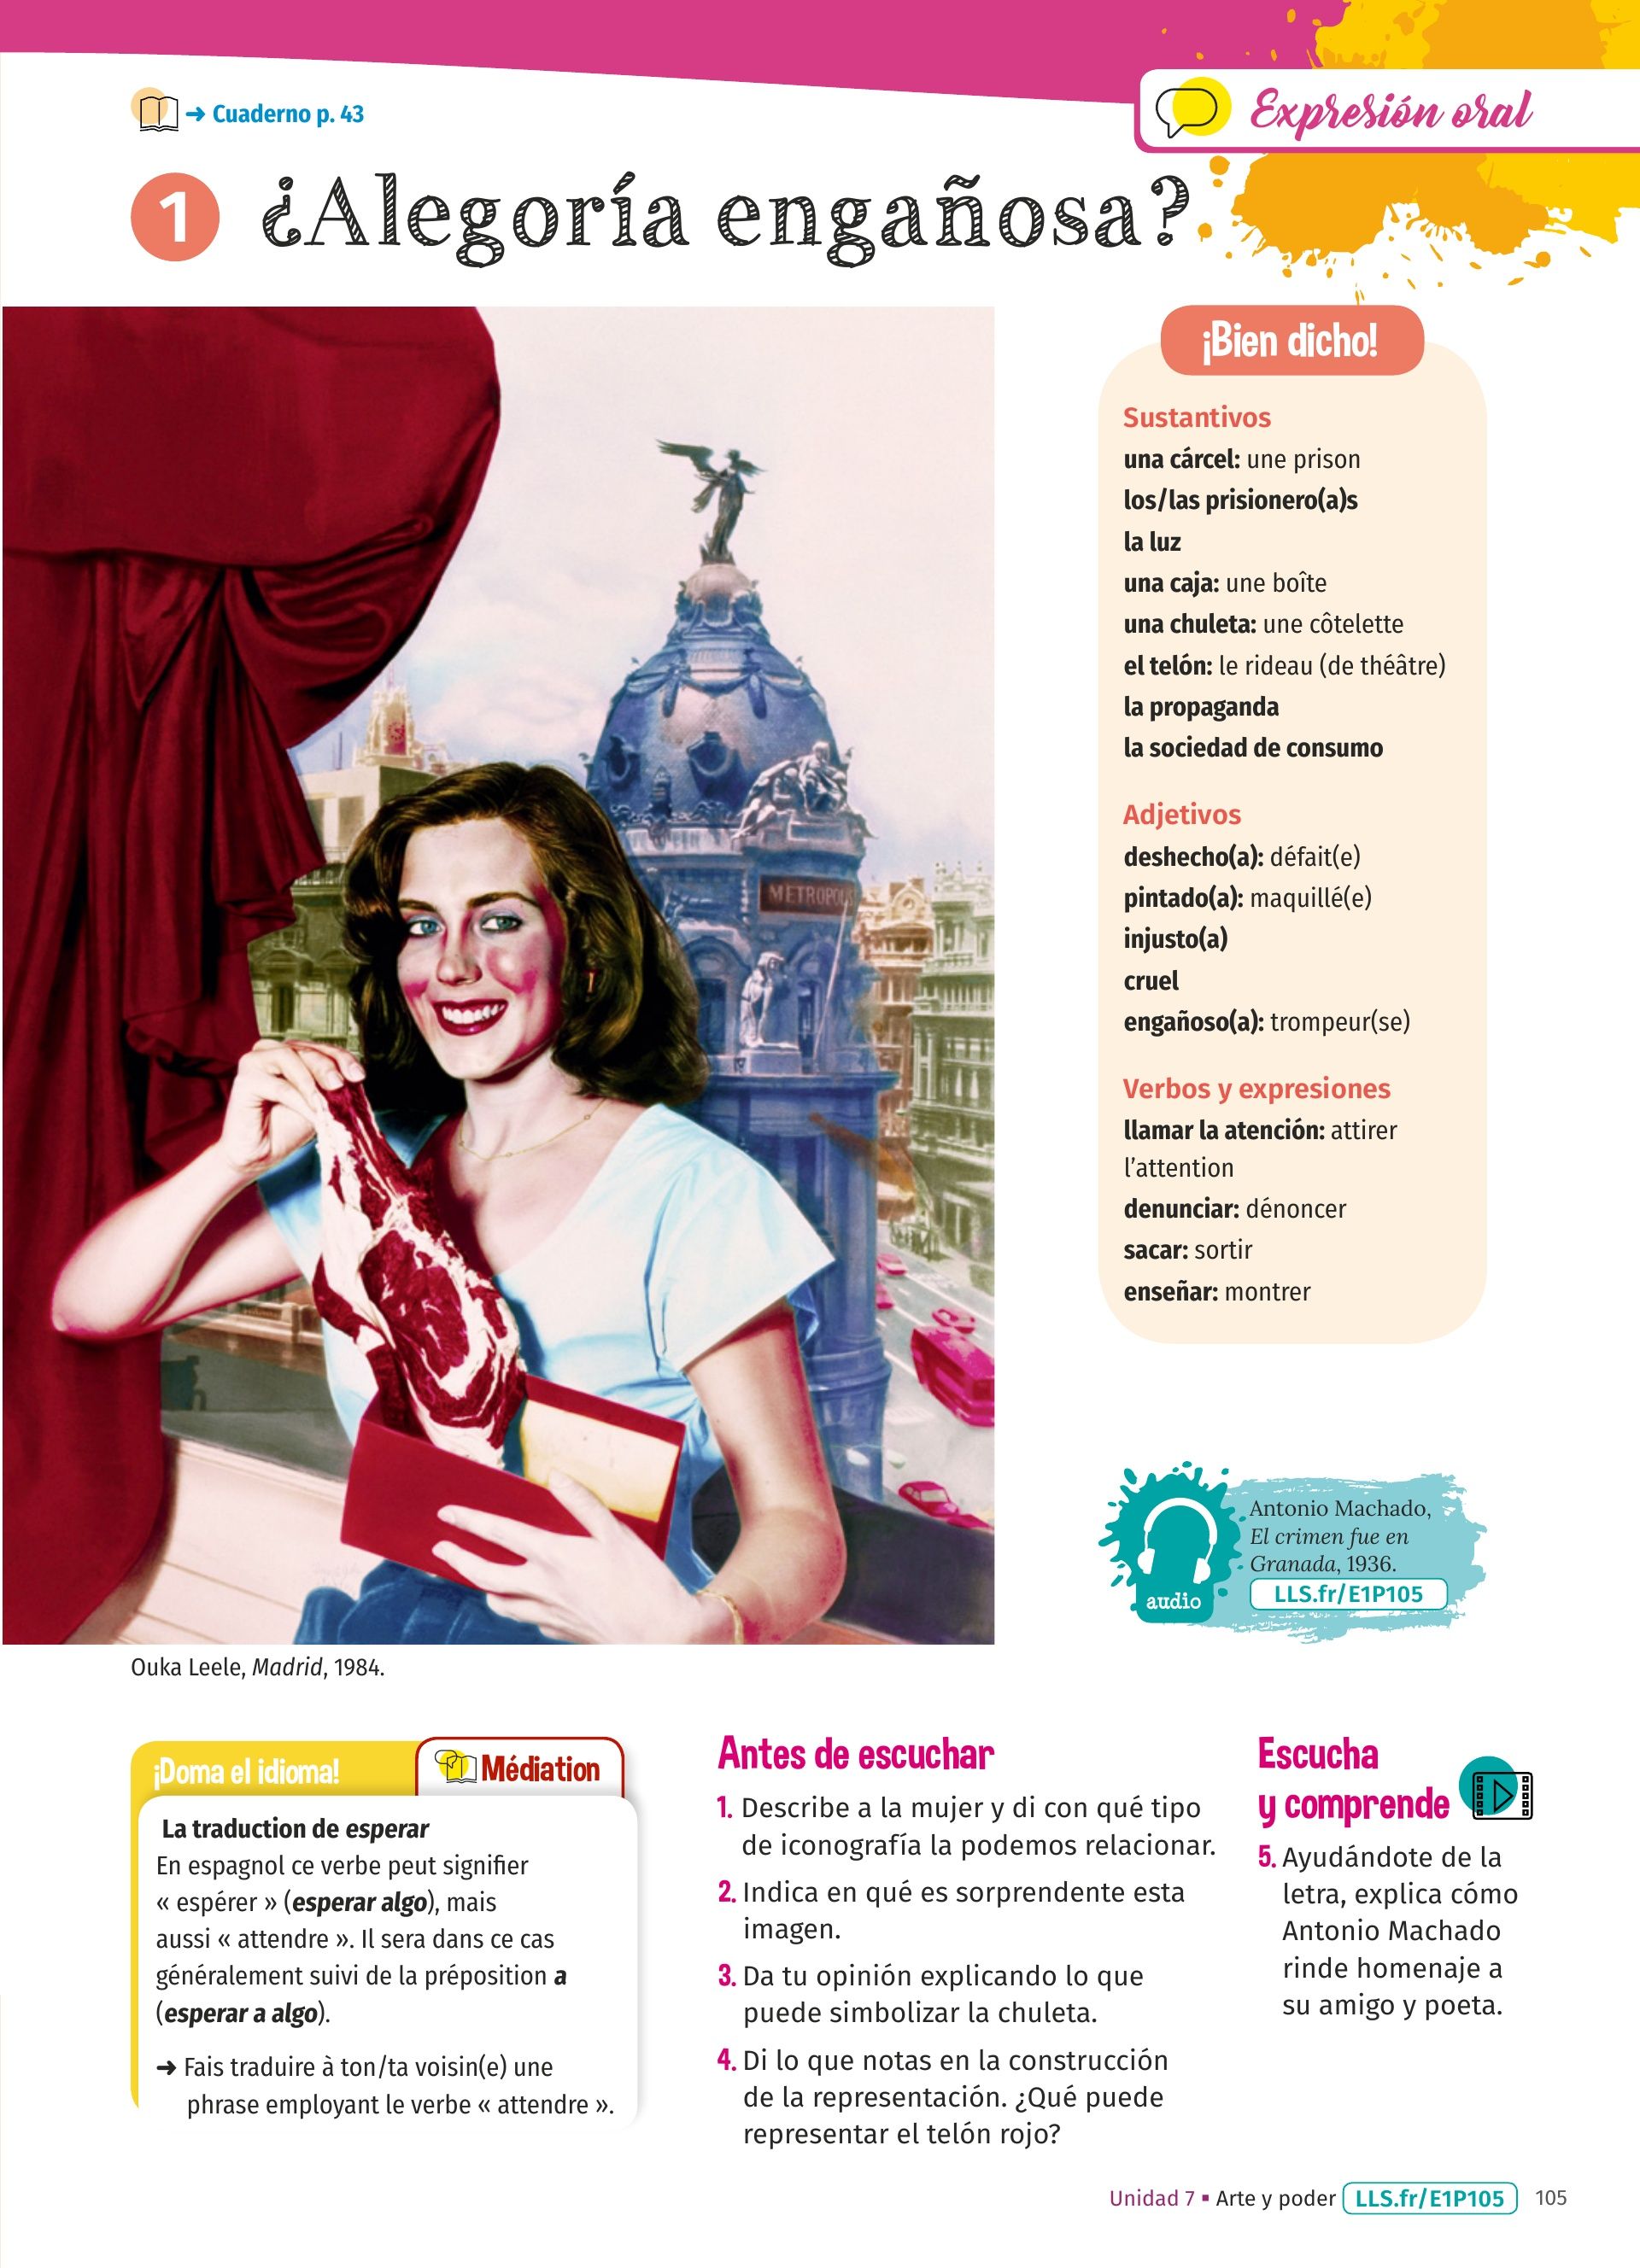 → Cuaderno p. 43
Expresión oral
1 ¿Alegoría engañosa?
METROPOLIS
Ouka Leele, Madrid, 1984.
¡Bien dicho!
Sustantivos
una cárcel: une prison
los/las prisionero(a)s
la luz
una caja: une boîte
una chuleta: une côtelette
el telón: le rideau (de théâtre)
la propaganda
la sociedad de consumo
Adjetivos
deshecho(a): défait(e)
pintado(a): maquillé(e)
injusto(a)
cruel
engañoso(a): trompeur(se)
Verbos y expresiones
llamar la atención: attirer
l’attention
denunciar: dénoncer
sacar: sortir
enseñar: montrer
audio
Antonio Machado,
El crimen fue en
Granada, 1936.
LLS.fr/E1P105
¡Doma el idioma!
Médiation
La traduction de esperar
En espagnol ce verbe peut signifier
« espérer » (esperar algo), mais
aussi « attendre ». Il sera dans ce cas
généralement suivi de la préposition a
(esperar a algo).
→ Fais traduire à ton/ta voisin(e) une
phrase employant le verbe « attendre ».
Antes de escuchar
1. Describe a la mujer y di con qué tipo
de iconografía la podemos relacionar.
2. Indica en qué es sorprendente esta
imagen.
3. Da tu opinión explicando lo que
puede simbolizar la chuleta.
4. Di lo que notas en la construcción
de la representación. ¿Qué puede
representar el telón rojo?
Escucha
y comprende
5. Ayudándote de la
letra, explica cómo
Antonio Machado
rinde homenaje a
su amigo y poeta.
Unidad 7 ▪ Arte y poder LLS.fr/E1P105 105